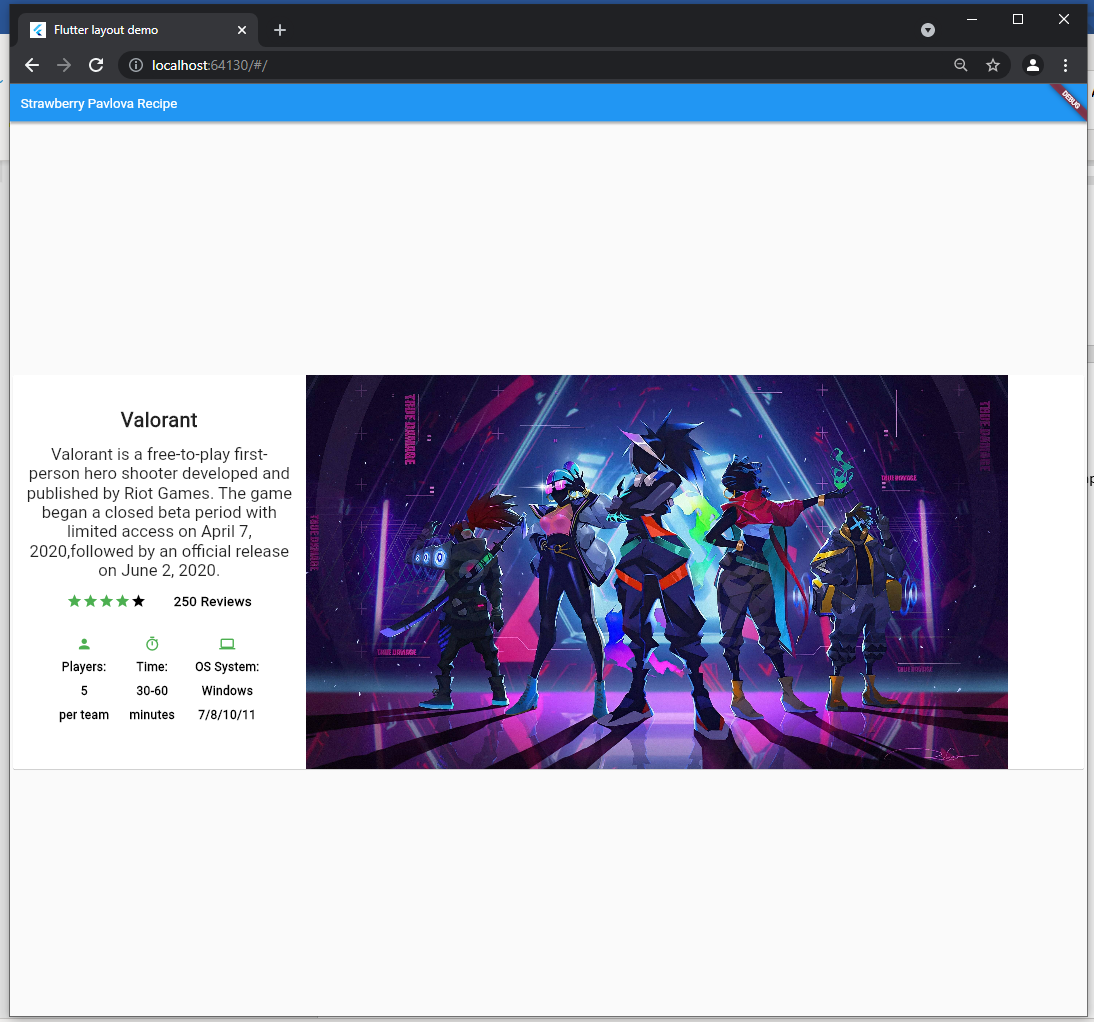 Flutter layout demo
localhost:64130/#/
Strawberry Pavlova Recipe
DEBUG
Valorant
Valorant is a free-to-play first-
person hero shooter developed and
published by Riot Games. The game
began a closed beta period with
limited access on April 7,
2020,followed by an official release
on June 2, 2020.
250 Reviews
Players:
5
per team
Time:
30-60
minutes
OS System:
Windows
7/8/10/11
TRUE DAMAGE
TRUE DAMAGE
TRUE DAMAGE
TRUE DAMAGE
TRUE DAMAGE